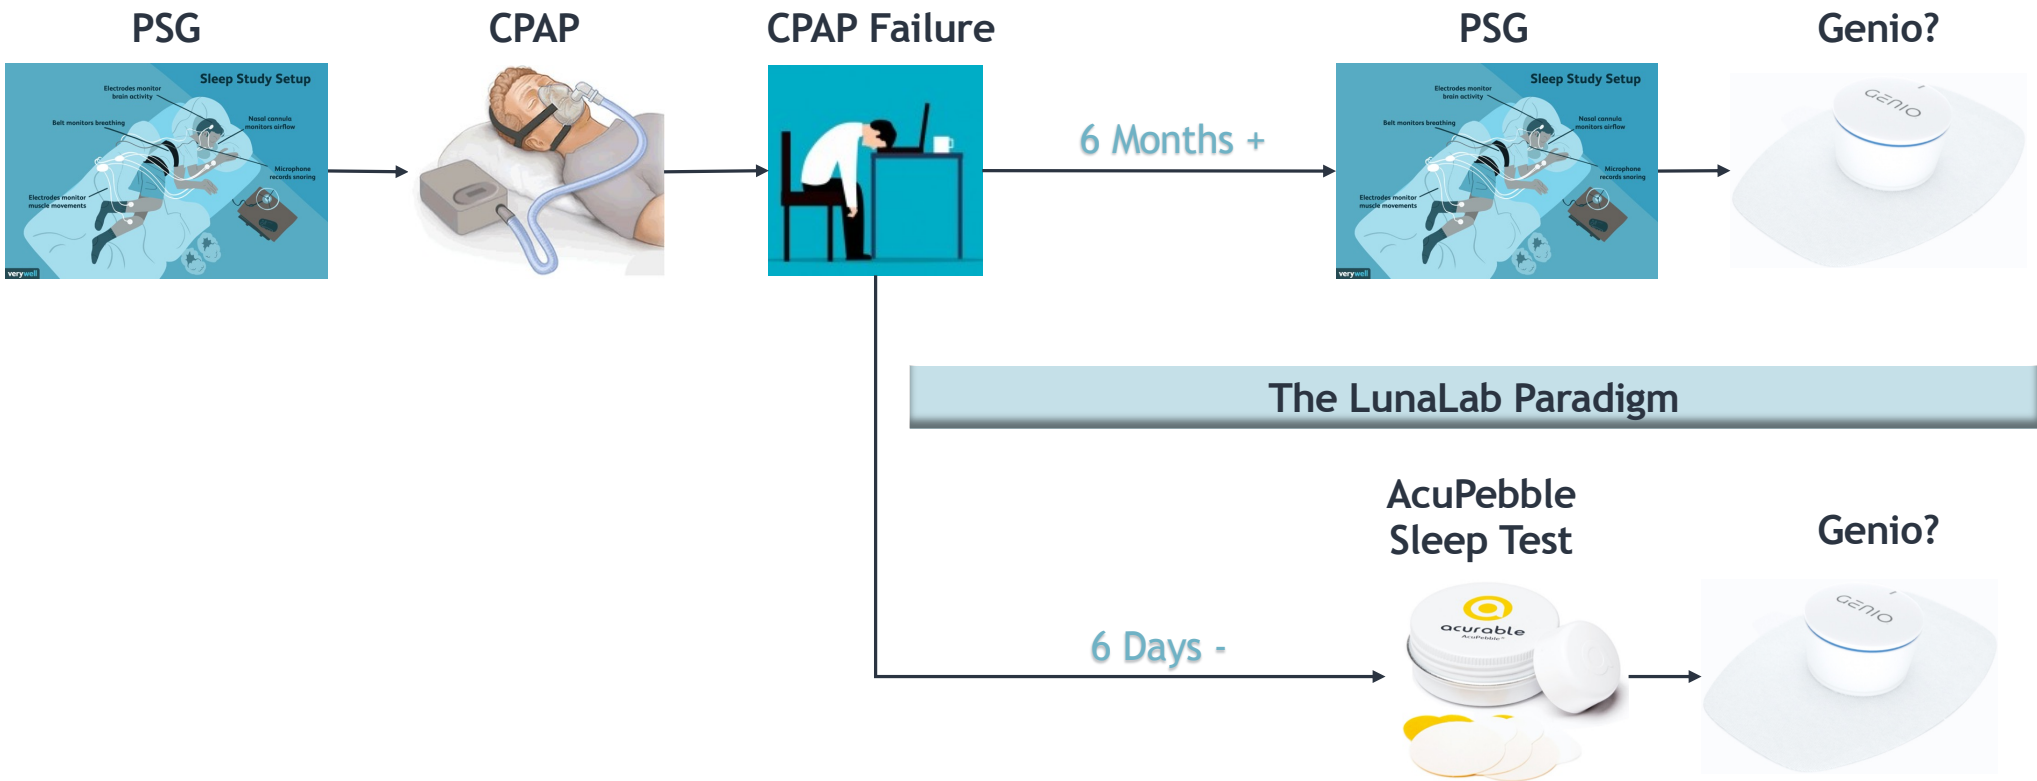 PSG
CPAP
CPAP Failure
PSG
Genio?
Sleep Study Setup
Electrodes monitor
brain activity
Belt monitors breathing
Nasal cannula
monitors airflow
Microphone
records snoring
Electrodes monitor
muscle movements
verywell
6 Months +
Sleep Study Setup
Electrodes monitor
brain activity
Belt monitors breathing
Nasal cannula
monitors airflow
Microphone
records snoring
Electrodes monitor
muscle movements
verywell
GENIO
The LunaLab Paradigm
6 Days -
AcuPebble
Sleep Test
acurable
AcuPebble™
Genio?
GENIO